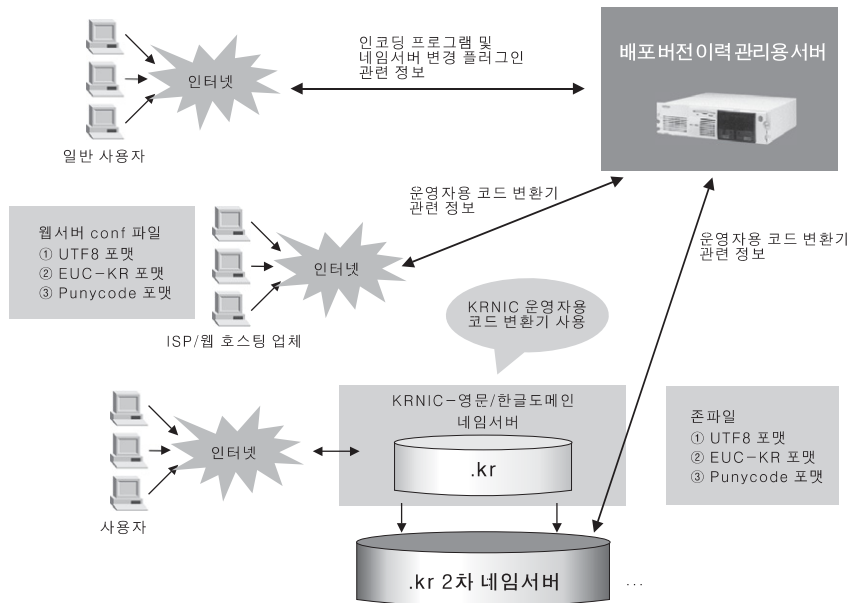 인코딩 프로그램 및
네임서버 변경 플러그인
관련 정보
배포버전이력관리용서버
인터넷
일반 사용자
운영자용 코드 변환기
관련 정보
운영자용 코드 변환기
관련 정보
웹서버 conf 파일
① UTF8 포맷
② EUC-KR 포맷
③ Punycode 포맷
인터넷
ISP/웹 호스팅 업체
KRNIC 운영자용
코드 변환기 사용
KRNIC-영문/한글도메인
네임서버
.kr
인터넷
사용자
존파일
① UTF8 포맷
② EUC-KR 포맷
③ Punycode 포맷
.kr 2차 네임서버 ...